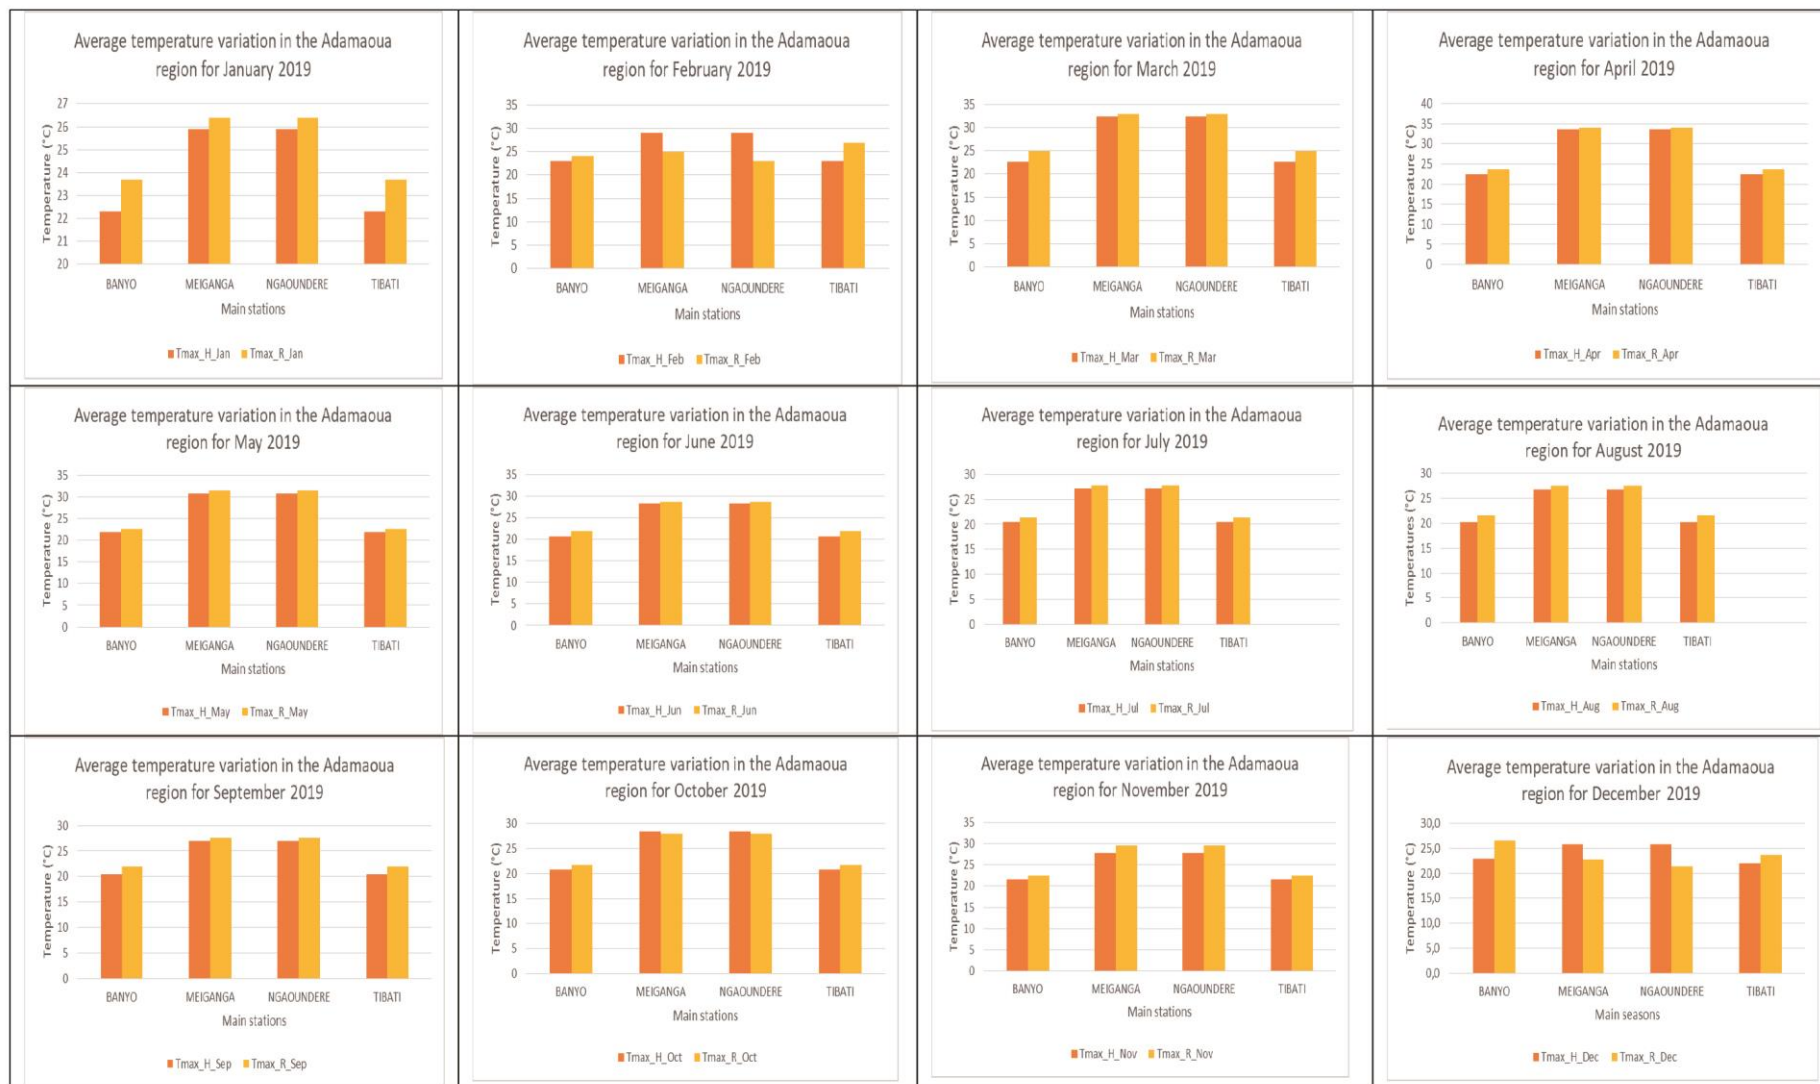 Average temperature variation in the Adamaoua
region for January 2019
Temperature (°C)
27
26
25
24
23
22
21
20
BANYO MEIGANGA NGAOUNDERE TIBATI
Main stations
Tmax_H_Jan Tmax_R_Jan
Average temperature variation in the Adamaoua
region for February 2019
Temperature (°C)
35
30
25
20
15
10
5
0
BANYO MEIGANGA NGAOUNDERE TIBATI
Main stations
Tmax_H_Feb Tmax_R_Feb
Average temperature variation in the Adamaoua
region for March 2019
Temperature (°C)
35
30
25
20
15
10
5
0
BANYO MEIGANGA NGAOUNDERE TIBATI
Main stations
Tmax_H_Mar Tmax_R_Mar
Average temperature variation in the Adamaoua
region for April 2019
Temperature (°C)
40
35
30
25
20
15
10
5
0
BANYO MEIGANGA NGAOUNDERE TIBATI
Main stations
Tmax_H_Apr Tmax_R_Apr
Average temperature variation in the Adamaoua
region for May 2019
Temperature (°C)
35
30
25
20
15
10
5
0
BANYO MEIGANGA NGAOUNDERE TIBATI
Main stations
Tmax_H_May Tmax_R_May
Average temperature variation in the Adamaoua
region for June 2019
Temperature (°C)
35
30
25
20
15
10
5
0
BANYO MEIGANGA NGAOUNDERE TIBATI
Main stations
Tmax_H_Jun Tmax_R_Jun
Average temperature variation in the Adamaoua
region for July 2019
Temperature (°C)
30
25
20
15
10
5
0
BANYO MEIGANGA NGAOUNDERE TIBATI
Main stations
Tmax_H_Jul Tmax_R_Jul
Average temperature variation in the Adamaoua
region for August 2019
Temperatures (°C)
30
25
20
15
10
5
0
BANYO MEIGANGA NGAOUNDERE TIBATI
Main stations
Tmax_H_Aug Tmax_R_Aug
Average temperature variation in the Adamaoua
region for September 2019
Temperature (°C)
30
25
20
15
10
5
0
BANYO MEIGANGA NGAOUNDERE TIBATI
Main stations
Tmax_H_Sep Tmax_R_Sep
Average temperature variation in the Adamaoua
region for October 2019
Temperature (°C)
30
25
20
15
10
5
0
BANYO MEIGANGA NGAOUNDERE TIBATI
Main stations
Tmax_H_Oct Tmax_R_Oct
Average temperature variation in the Adamaoua
region for November 2019
Temperature (°C)
35
30
25
20
15
10
5
0
BANYO MEIGANGA NGAOUNDERE TIBATI
Main stations
Tmax_H_Nov Tmax_R_Nov
Average temperature variation in the Adamaoua
region for December 2019
Temperature (°C)
30,0
25,0
20,0
15,0
10,0
5,0
0,0
BANYO MEIGANGA NGAOUNDERE TIBATI
Main seasons
Tmax_H_Dec Tmax_R_Dec